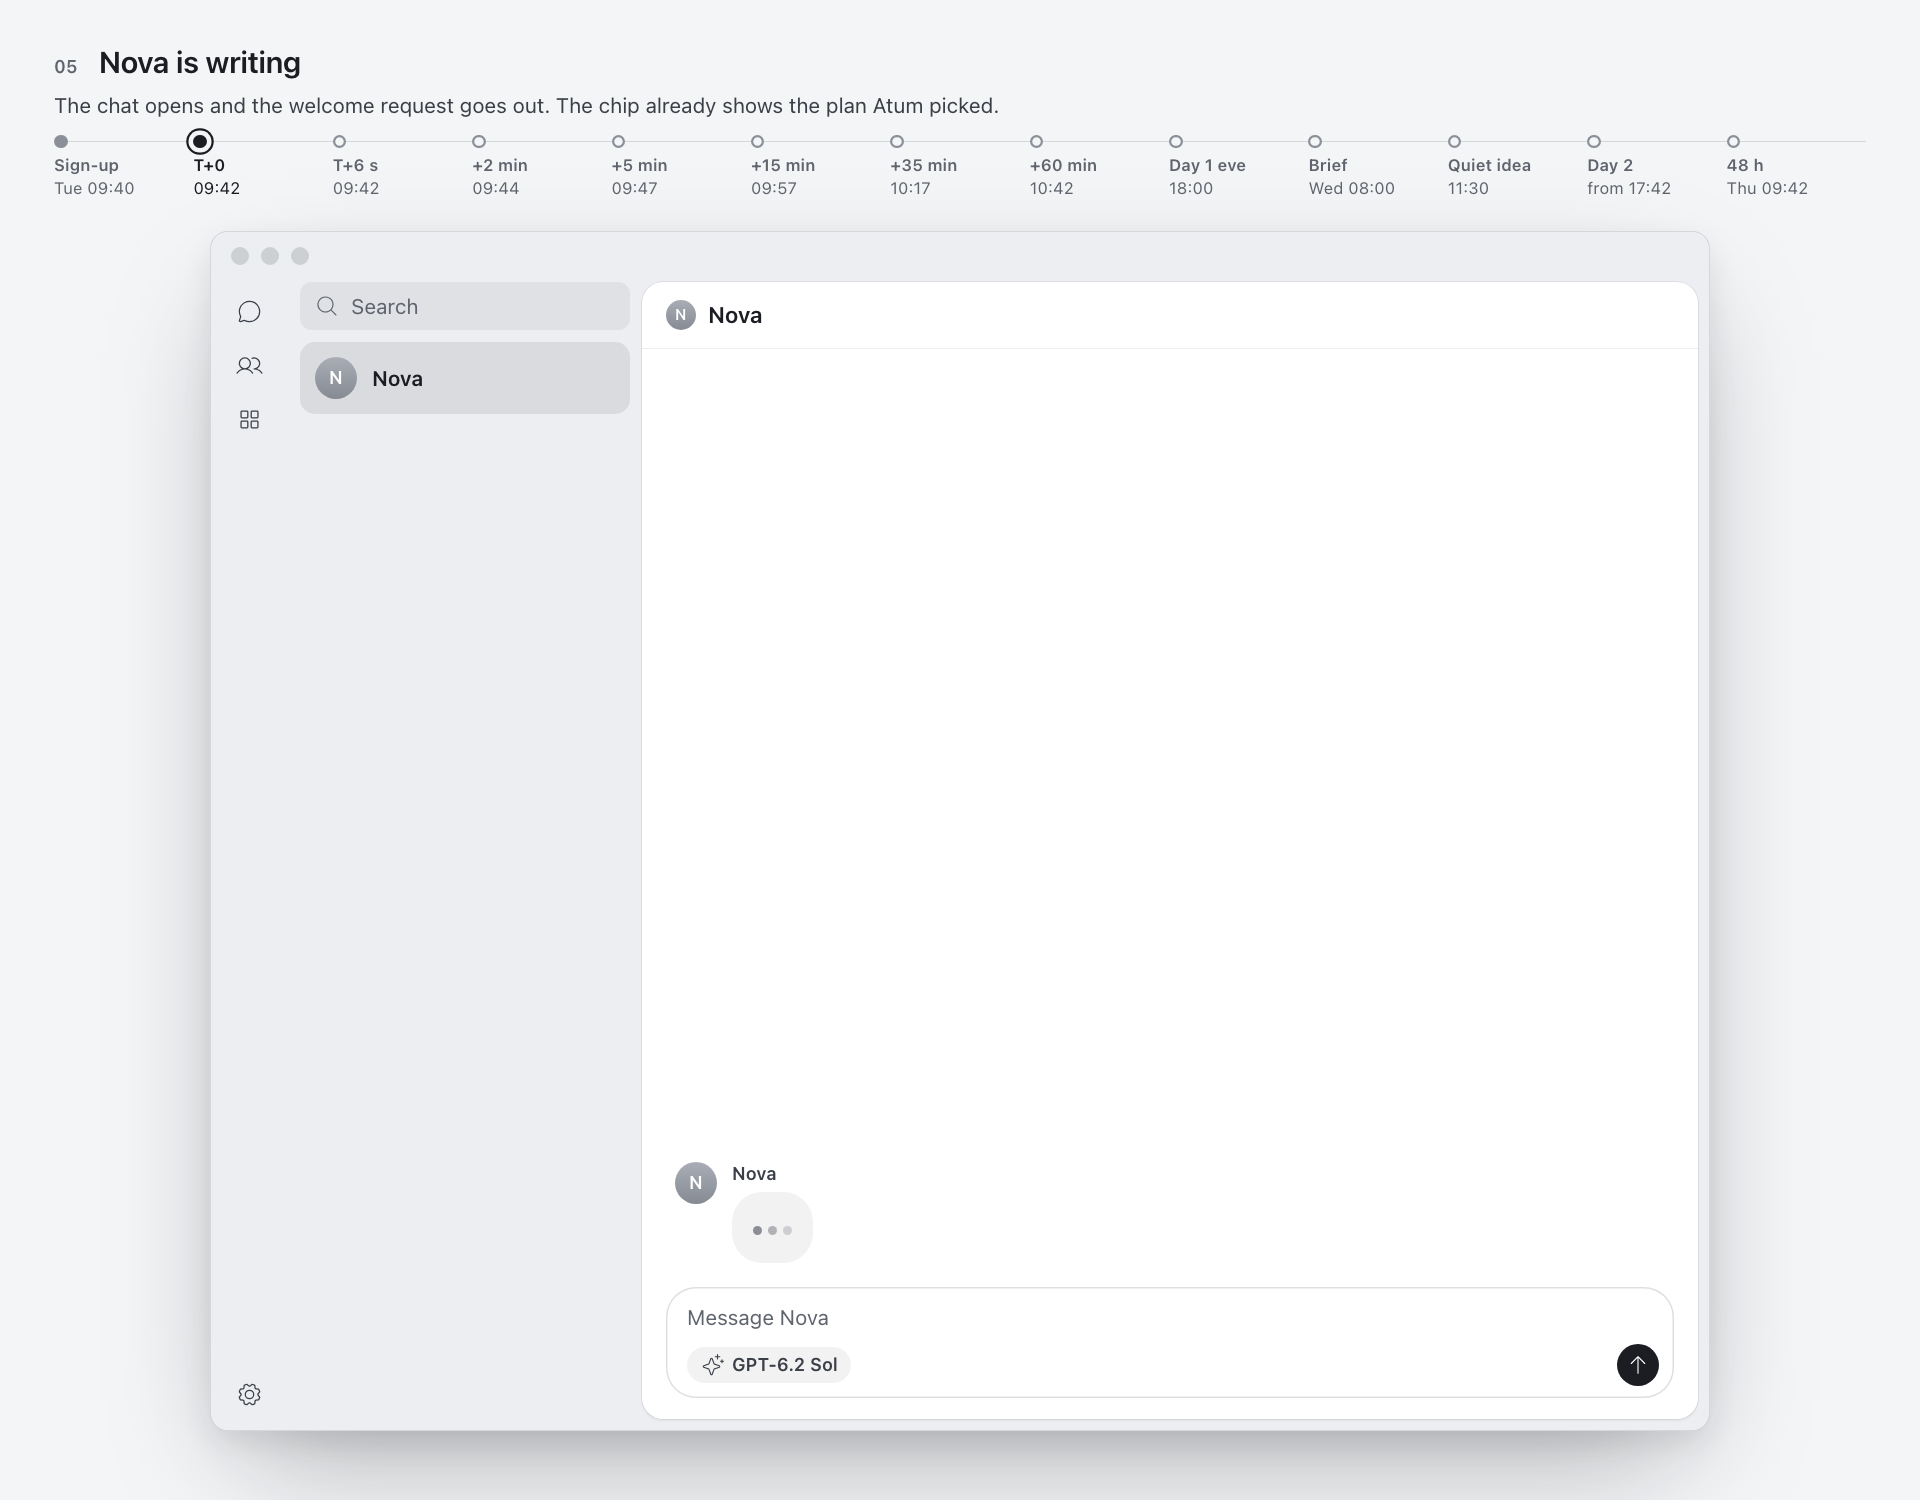 05 Nova is writing
The chat opens and the welcome request goes out. The chip already shows the plan Atum picked.
Sign-up T+0 T+6 s +2 min +5 min +15 min +35 min +60 min Day 1 eve Brief Quiet idea Day 2 48 h
Tue 09:40 09:42 09:42 09:44 09:47 09:57 10:17 10:42 18:00 Wed 08:00 11:30 from 17:42 Thu 09:42
Search
N Nova
N Nova
N Nova
Message Nova
GPT-6.2 Sol